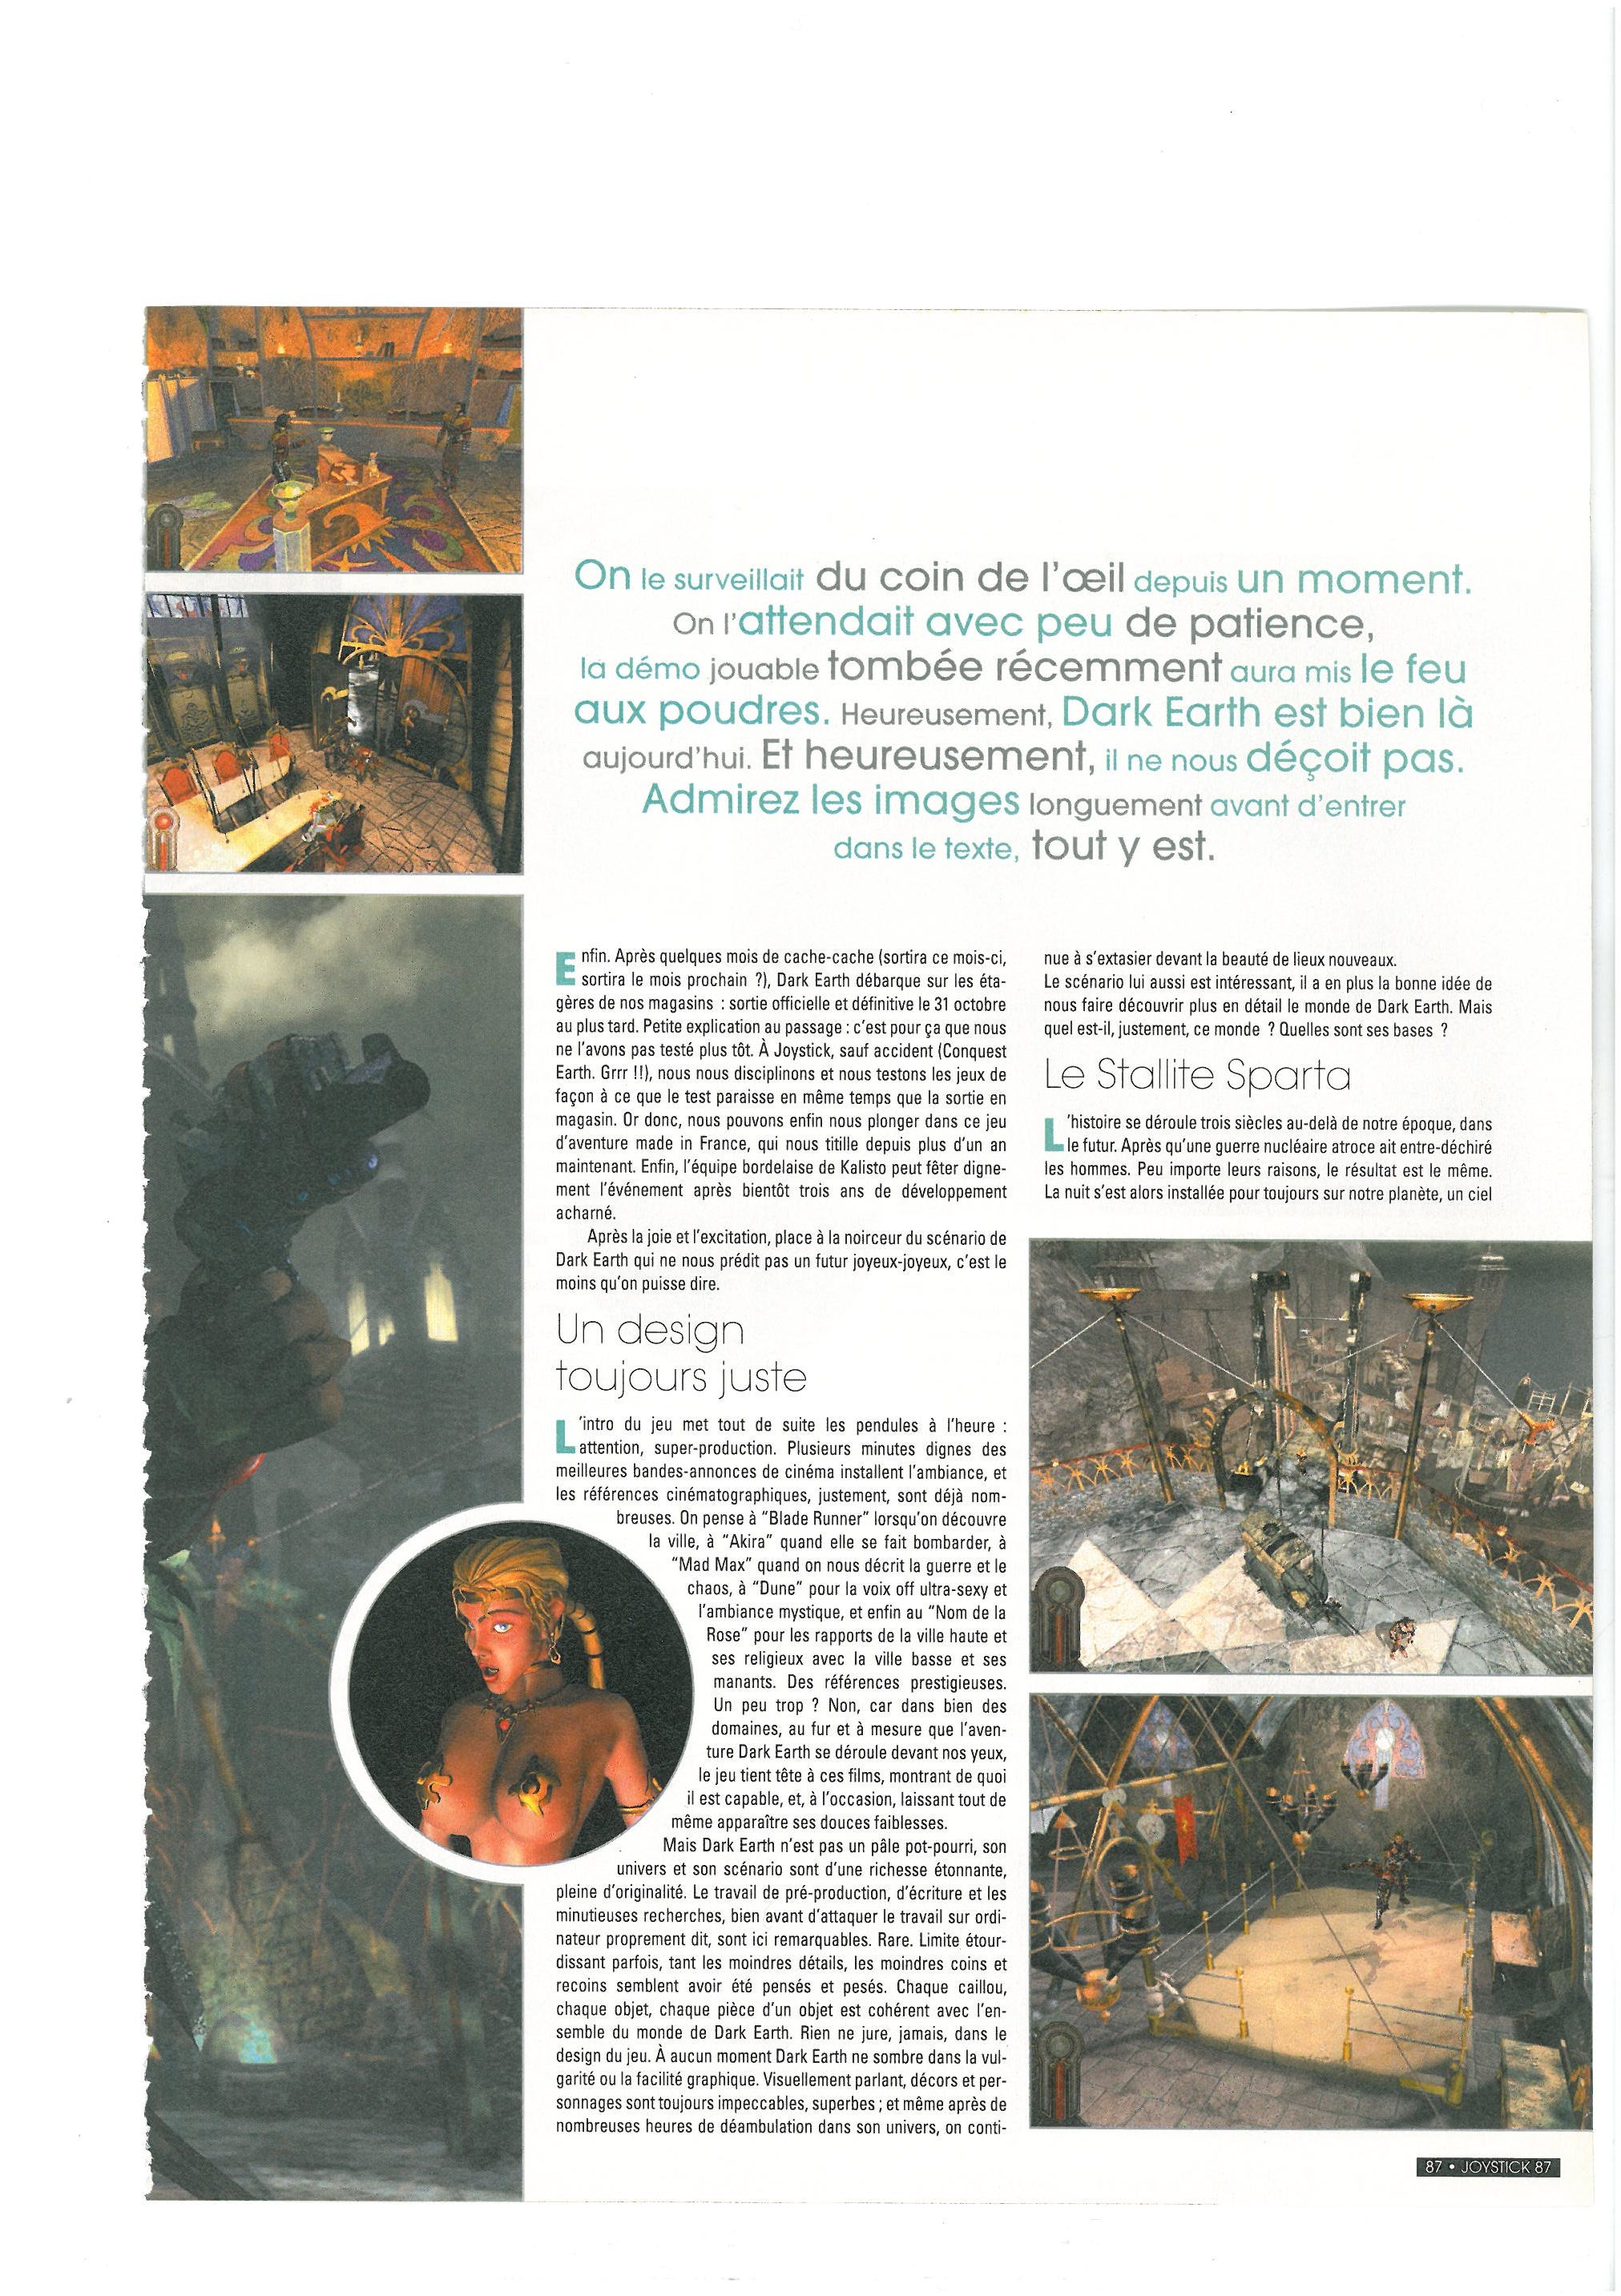 On le surveillait du coin de l'œil depuis un moment.
On l'attendait avec peu de patience,
la démo jouable tombée récemment aura mis le feu
aux poudres. Heureusement, Dark Earth est bien là
aujourd'hui. Et heureusement, il ne nous déçoit pas.
Admirez les images longuement avant d'entrer
dans le texte, tout y est.
Enfin. Après quelques mois de cache-cache (sortira ce mois-ci,
sortira le mois prochain ?), Dark Earth débarque sur les éta-
gères de nos magasins : sortie officielle et définitive le 31 octobre
au plus tard. Petite explication au passage : c'est pour ça que nous
ne l'avons pas testé plus tôt. À Joystick, sauf accident (Conquest
Earth. Grrr !!), nous nous disciplinons et nous testons les jeux de
façon à ce que le test paraisse en même temps que la sortie en
magasin. Or donc, nous pouvons enfin nous plonger dans ce jeu
d'aventure made in France, qui nous titille depuis plus d'un an
maintenant. Enfin, l'équipe bordelaise de Kalisto peut fêter digne-
ment l'événement après bientôt trois ans de développement
acharné.
Après la joie et l'excitation, place à la noirceur du scénario de
Dark Earth qui ne nous prédit pas un futur joyeux-joyeux, c'est le
moins qu'on puisse dire.
Un design
toujours juste
L'intro du jeu met tout de suite les pendules à l'heure :
attention, super-production. Plusieurs minutes dignes des
meilleures bandes-annonces de cinéma installent l'ambiance, et
les références cinématographiques, justement, sont déjà nom-
breuses. On pense à "Blade Runner" lorsqu'on découvre
la ville, à "Akira" quand elle se fait bombarder, à
"Mad Max" quand on nous décrit la guerre et le
chaos, à "Dune" pour la voix off ultra-sexy et
l'ambiance mystique, et enfin au "Nom de la
Rose" pour les rapports de la ville haute et
ses religieux avec la ville basse et ses
manants. Des références prestigieuses.
Un peu trop ? Non, car dans bien des
domaines, au fur et à mesure que l'aven-
ture Dark Earth se déroule devant nos yeux,
le jeu tient tête à ces films, montrant de quoi
il est capable, et, à l'occasion, laissant tout de
même apparaître ses douces faiblesses.
Mais Dark Earth n'est pas un pâle pot-pourri, son
univers et son scénario sont d'une richesse étonnante,
pleine d'originalité. Le travail de pré-production, d'écriture et les
minutieuses recherches, bien avant d'attaquer le travail sur ordi-
nateur proprement dit, sont ici remarquables. Rare. Limite étour-
dissant parfois, tant les moindres détails, les moindres coins et
recoins semblent avoir été pensés et pesés. Chaque caillou,
chaque objet, chaque pièce d'un objet est cohérent avec l'en-
semble du monde de Dark Earth. Rien ne jure, jamais, dans le
design du jeu. À aucun moment Dark Earth ne sombre dans la vul-
garité ou la facilité graphique. Visuellement parlant, décors et per-
sonnages sont toujours impeccables, superbes ; et même après de
nombreuses heures de déambulation dans son univers, on conti-
nue à s'extasier devant la beauté de lieux nouveaux.
Le scénario lui aussi est intéressant, il a en plus la bonne idée de
nous faire découvrir plus en détail le monde de Dark Earth. Mais
quel est-il, justement, ce monde ? Quelles sont ses bases ?
Le Stallite Sparta
L'histoire se déroule trois siècles au-delà de notre époque, dans
le futur. Après qu'une guerre nucléaire atroce ait entre-déchiré
les hommes. Peu importe leurs raisons, le résultat est le même.
La nuit s'est alors installée pour toujours sur notre planète, un ciel
87 • JOYSTICK 87